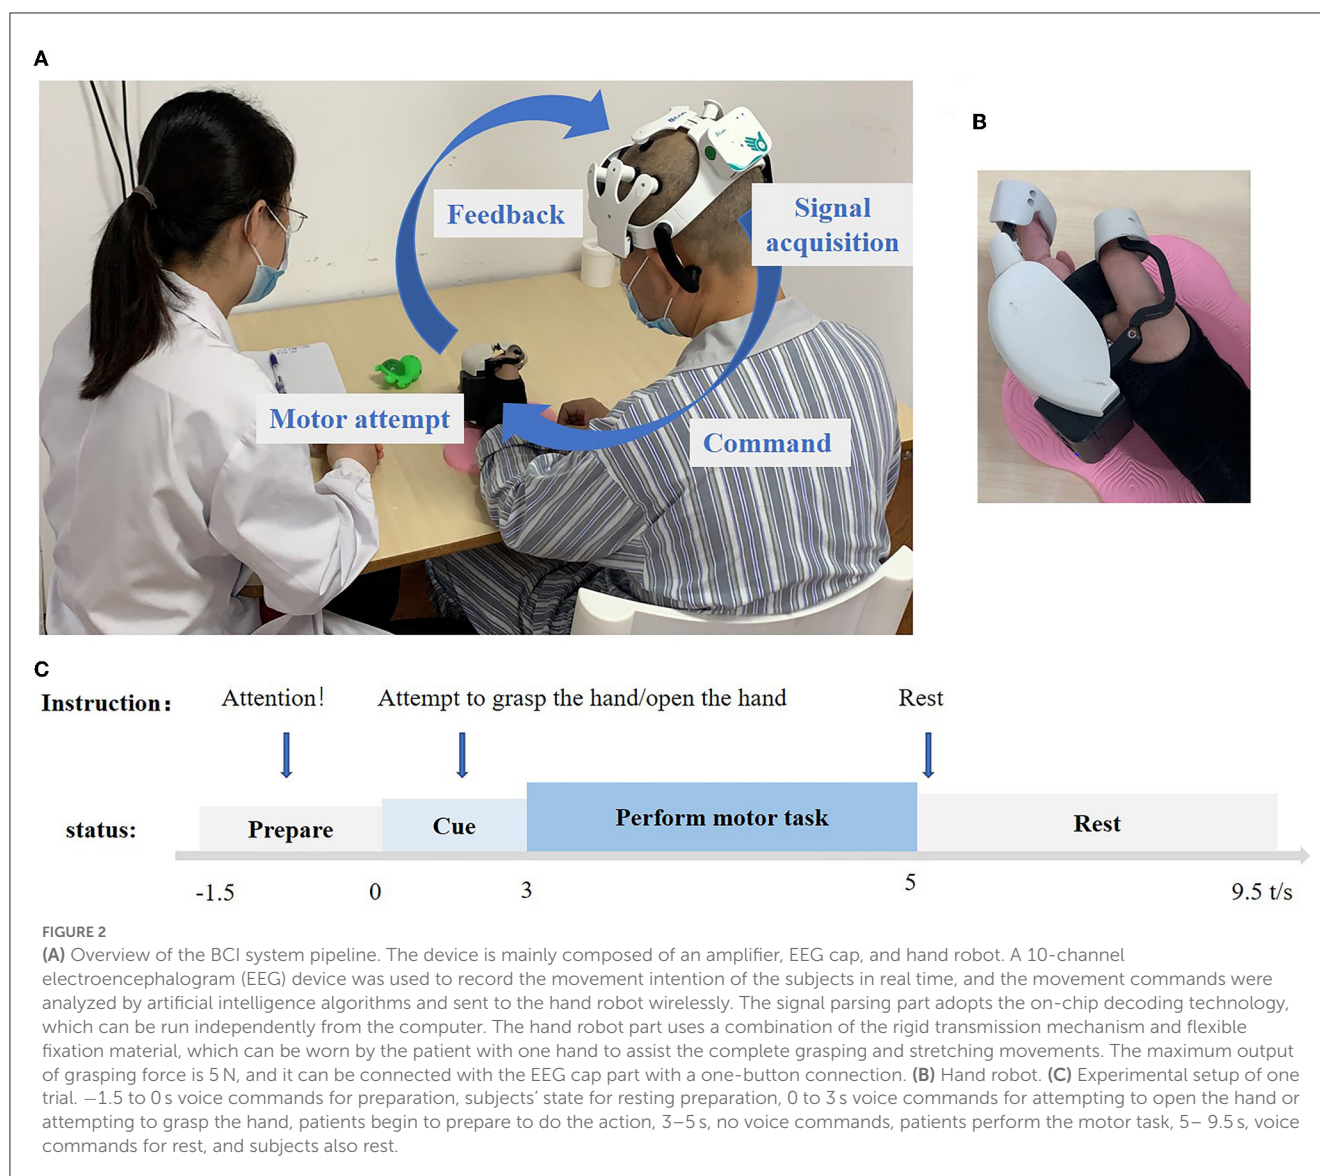 A
B
Feedback
Signal
acquisition
Motor attempt
Command
C
Instruction:
Attention!
Attempt to grasp the hand/open the hand
Rest
status:
Prepare
Cue
Perform motor task
Rest
-1.5
0
3
5
9.5 t/s
FIGURE 2
(A) Overview of the BCI system pipeline. The device is mainly composed of an amplifier, EEG cap, and hand robot. A 10-channel
electroencephalogram (EEG) device was used to record the movement intention of the subjects in real time, and the movement commands were
analyzed by artificial intelligence algorithms and sent to the hand robot wirelessly. The signal parsing part adopts the on-chip decoding technology,
which can be run independently from the computer. The hand robot part uses a combination of the rigid transmission mechanism and flexible
fixation material, which can be worn by the patient with one hand to assist the complete grasping and stretching movements. The maximum output
of grasping force is 5 N, and it can be connected with the EEG cap part with a one-button connection. (B) Hand robot. (C) Experimental setup of one
trial. −1.5 to 0 s voice commands for preparation, subjects' state for resting preparation, 0 to 3 s voice commands for attempting to open the hand or
attempting to grasp the hand, patients begin to prepare to do the action, 3–5 s, no voice commands, patients perform the motor task, 5– 9.5 s, voice
commands for rest, and subjects also rest.